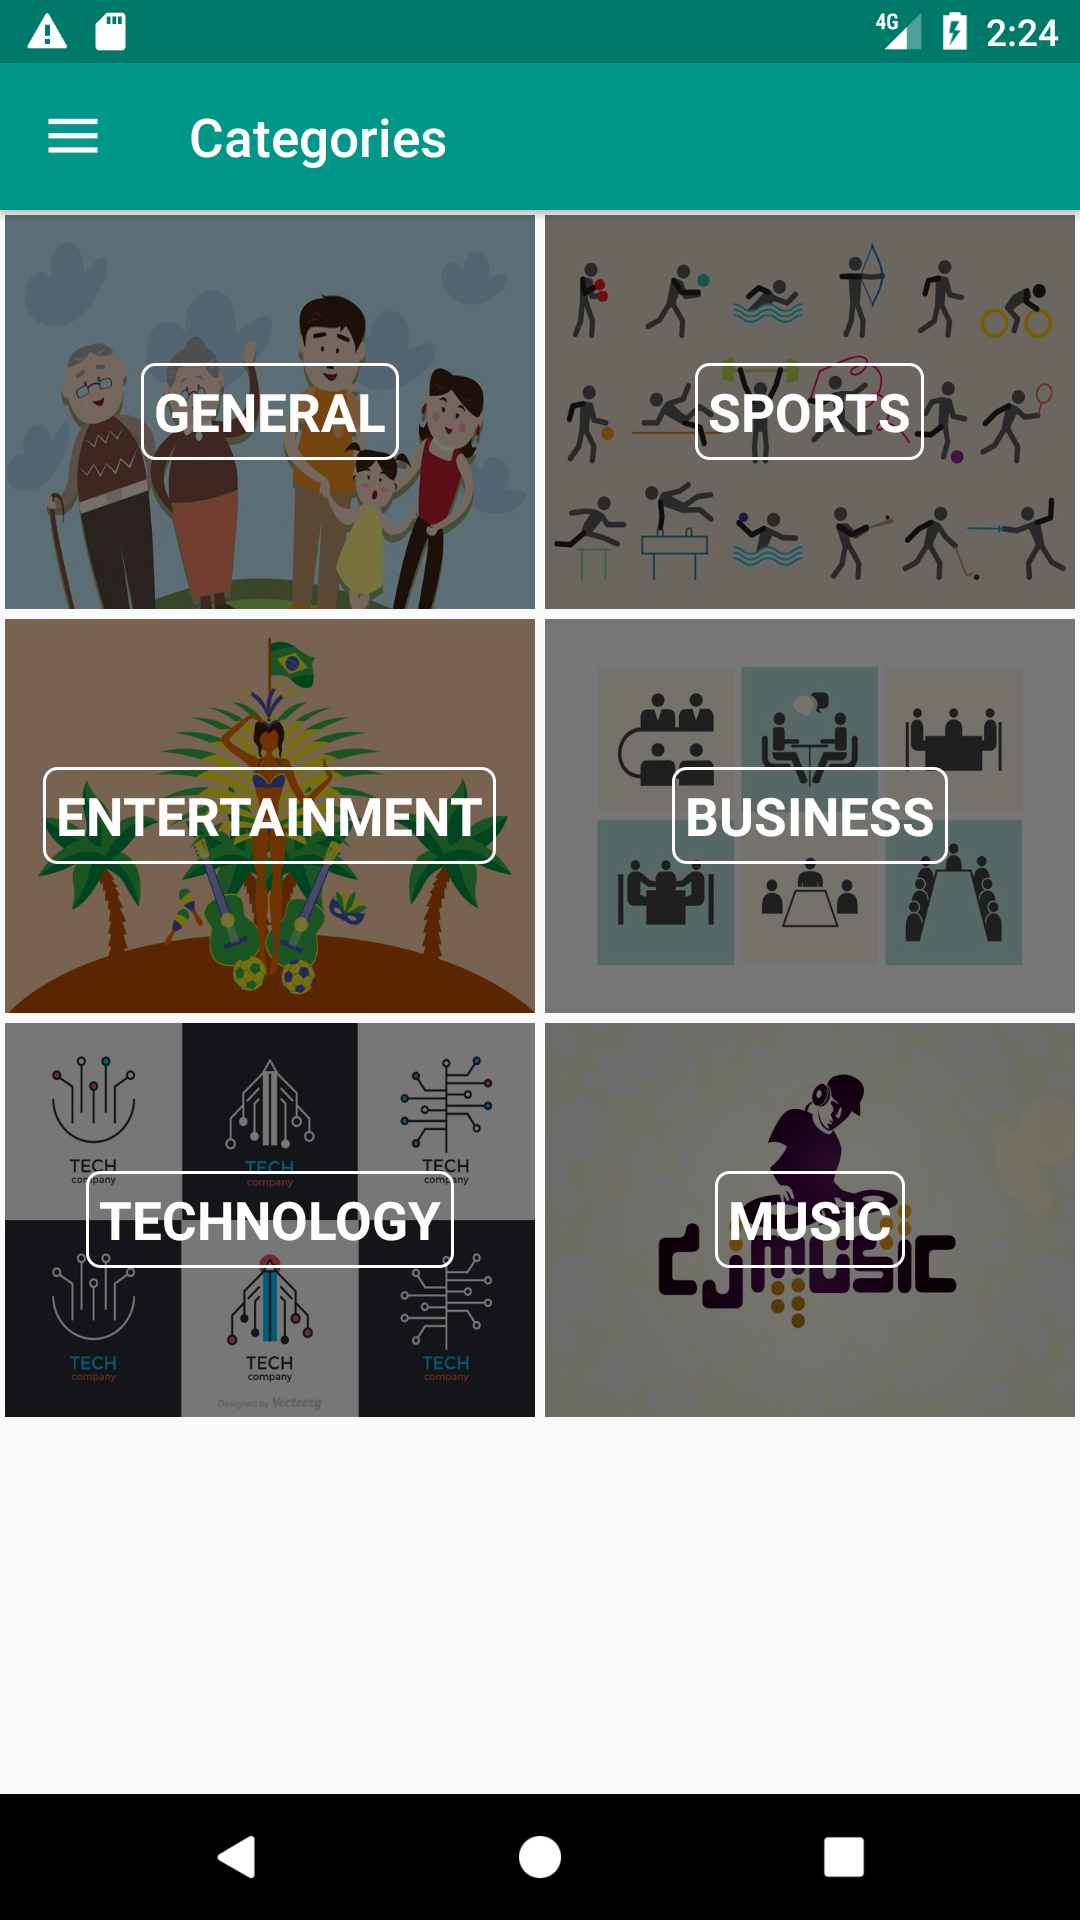 4G 2:24
Categories
GENERAL
SPORTS
ENTERTAINMENT
BUSINESS
TECH
company
TECH
company
TECH
company
TECHNOLOGY
MUSIC
dj music
TECH
company
TECH
company
TECH
company
Designed by Vecteezy